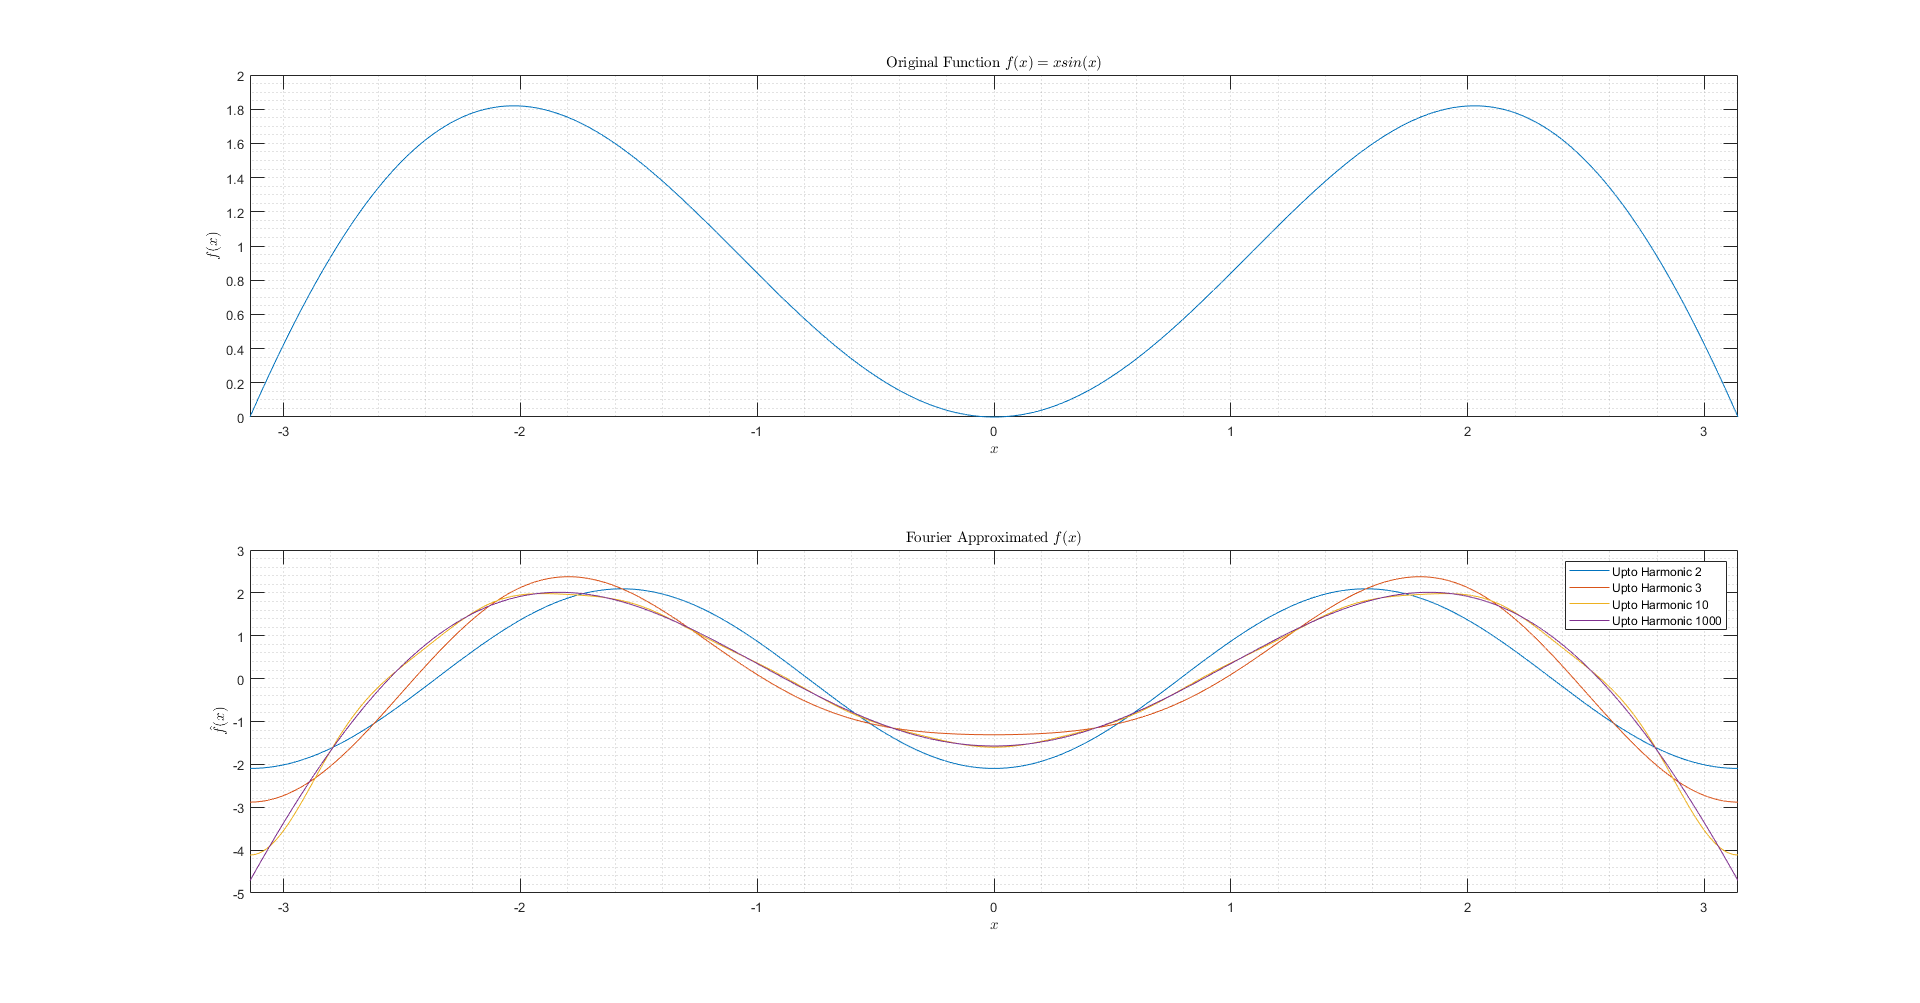 Original Function f(x) = xsin(x)
2
1.8
1.6
1.4
1.2
1
0.8
0.6
0.4
0.2
0
f(x)
-3 -2 -1 0 1 2 3
x
Fourier Approximated f(x)
3
2
1
0
-1
-2
-3
-4
-5
f̂(x)
Upto Harmonic 2
Upto Harmonic 3
Upto Harmonic 10
Upto Harmonic 1000
-3 -2 -1 0 1 2 3
x